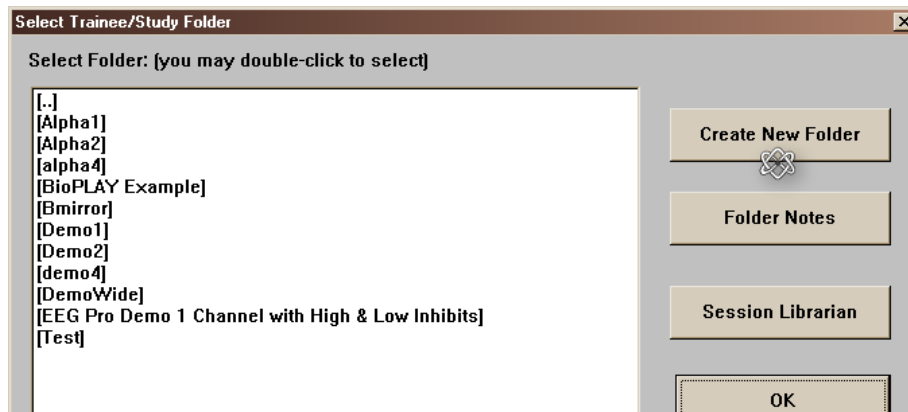 Select Trainee/Study Folder
Select Folder: (you may double-click to select)
[..]
[Alpha1]
[Alpha2]
[alpha4]
[BioPLAY Example]
[Bmirror]
[Demo1]
[Demo2]
[demo4]
[DemoWide]
[EEG Pro Demo 1 Channel with High & Low Inhibits]
[Test]
Create New Folder
Folder Notes
Session Librarian
OK